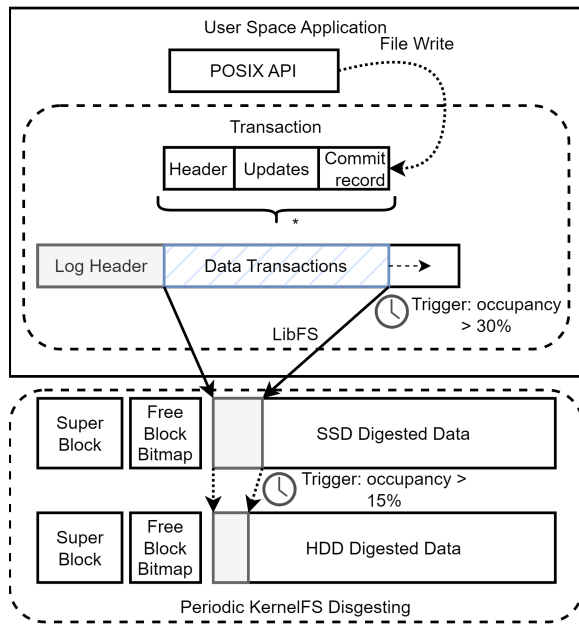 User Space Application
File Write
POSIX API
Transaction
Header
Updates
Commit
record
*
Log Header
Data Transactions
Trigger: occupancy
> 30%
LibFS
Super
Block
Free
Block
Bitmap
SSD Digested Data
Trigger: occupancy >
15%
Super
Block
Free
Block
Bitmap
HDD Digested Data
Periodic KernelFS Disgesting